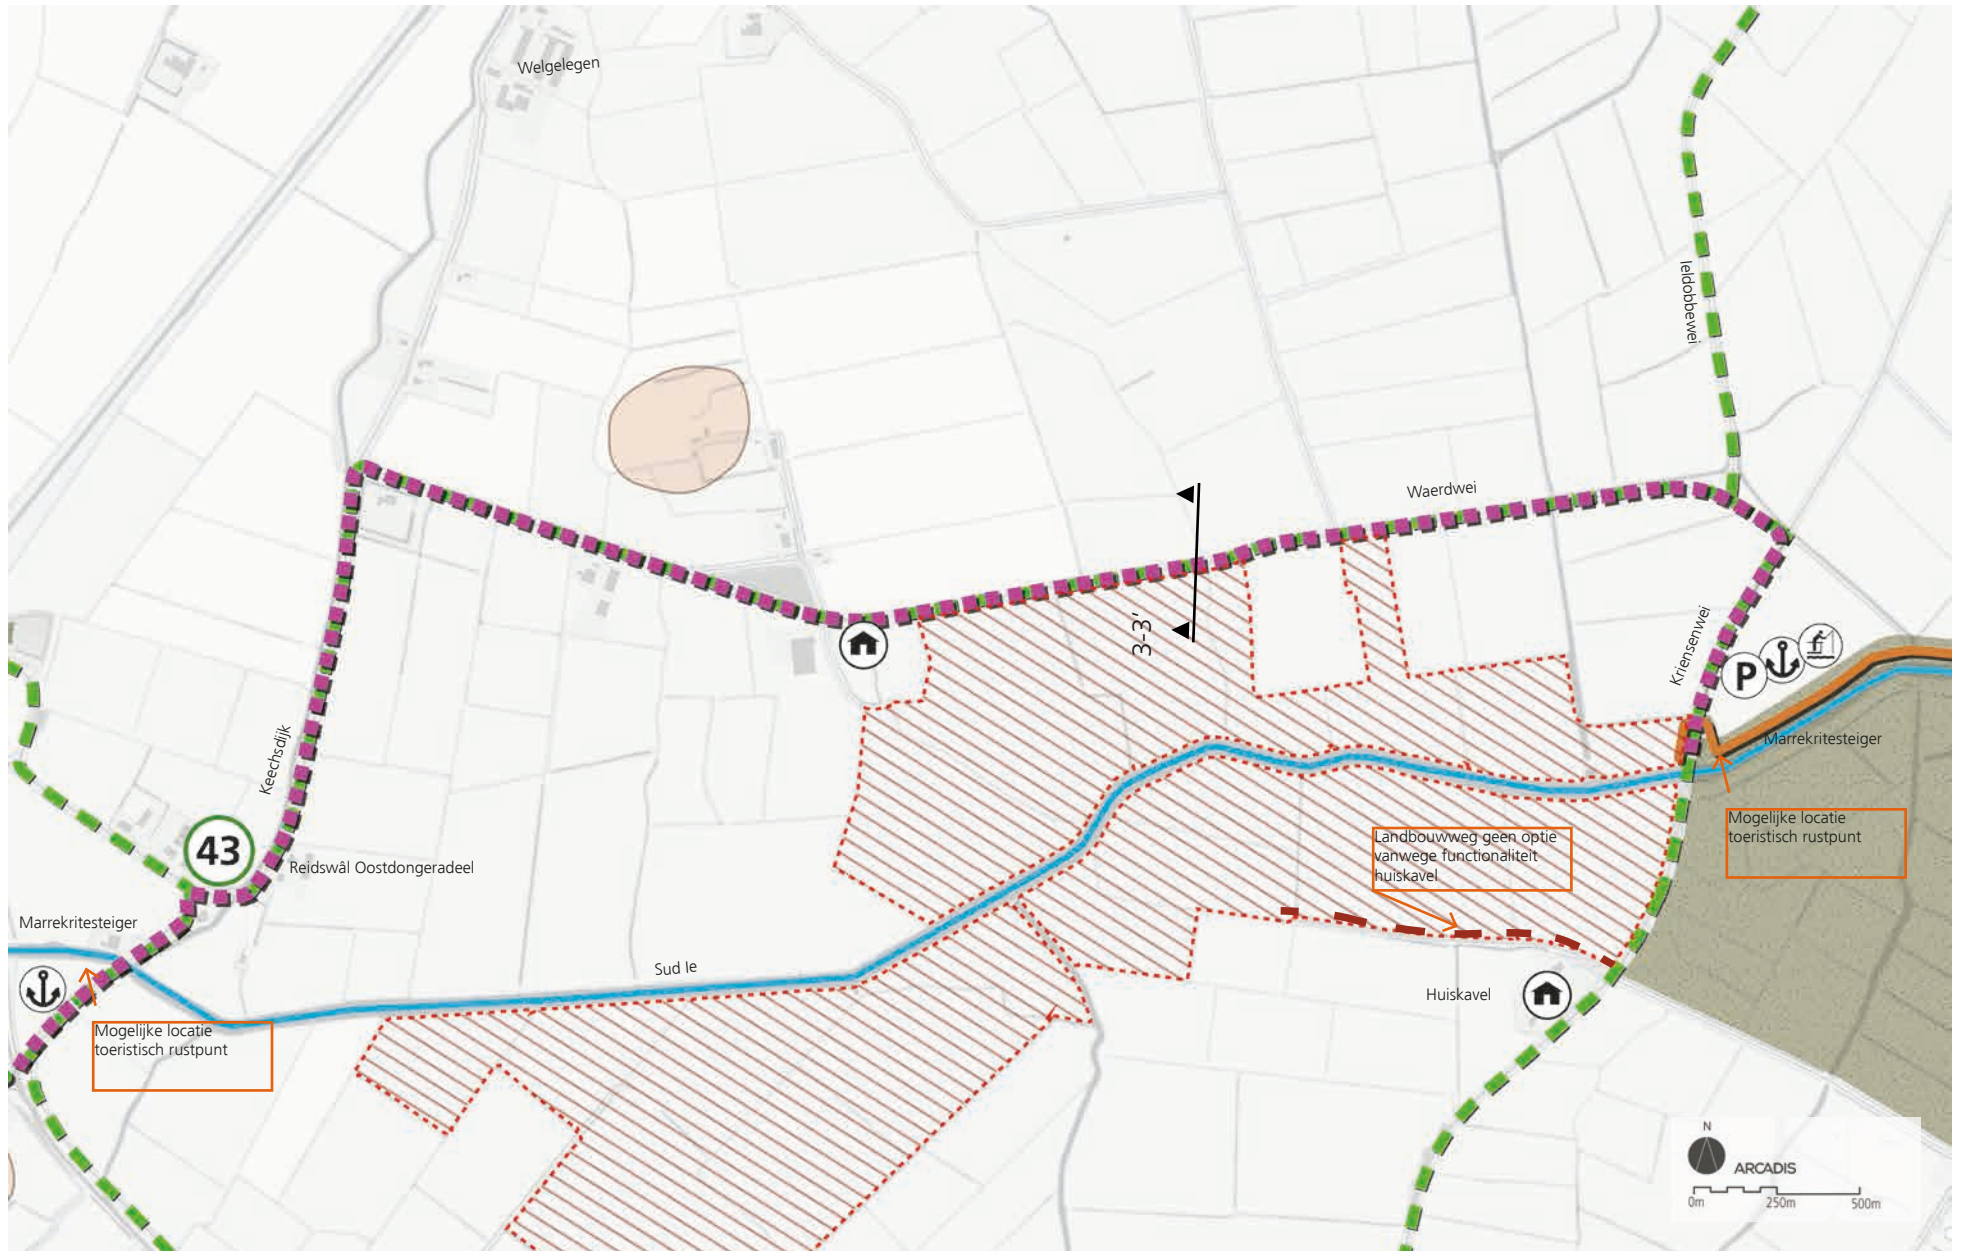 Welgelegen
Ieldobbewei
Waerdwei
3-3'
Kriensenwei
P
Marrekritesteiger
Keechsdijk
43
Reidswâl Oostdongeradeel
Mogelijke locatie
toeristisch rustpunt
Landbouwweg geen optie
vanwege functionaliteit
huiskavel
Marrekritesteiger
Sud Ie
Huiskavel
Mogelijke locatie
toeristisch rustpunt
N
ARCADIS
0m 250m 500m